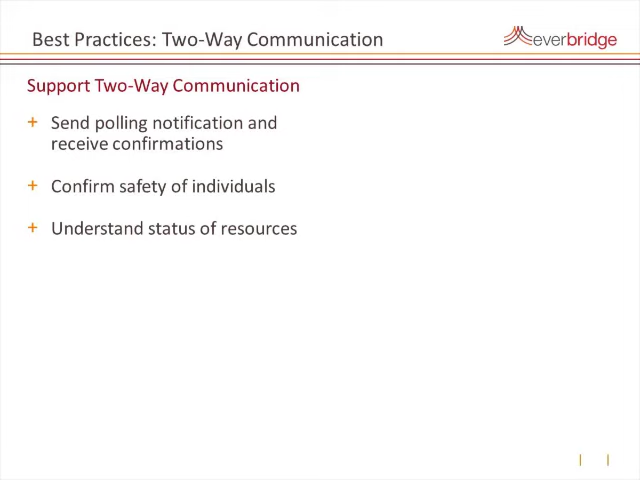 Best Practices: Two-Way Communication
everbridge
Support Two-Way Communication
+ Send polling notification and
receive confirmations
+ Confirm safety of individuals
+ Understand status of resources